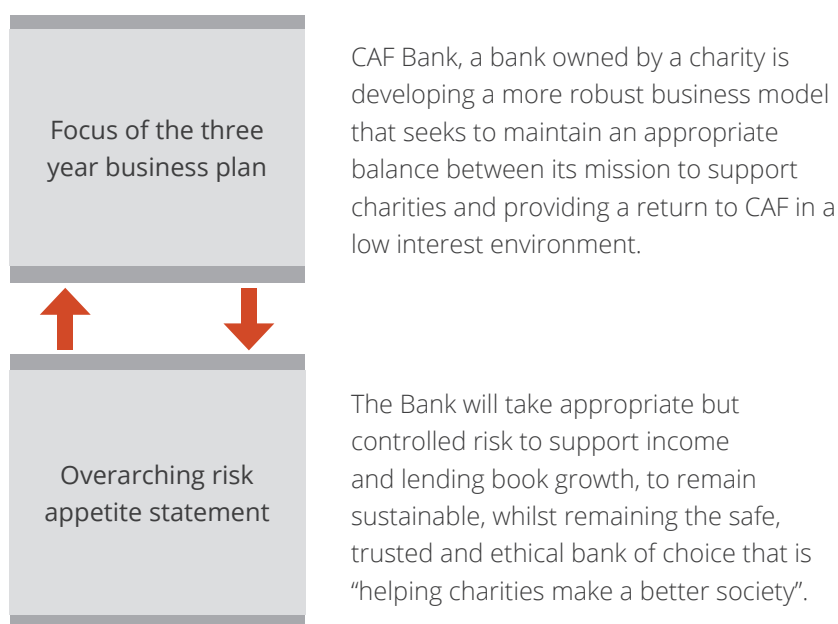 Focus of the three
year business plan
CAF Bank, a bank owned by a charity is
developing a more robust business model
that seeks to maintain an appropriate
balance between its mission to support
charities and providing a return to CAF in a
low interest environment.
Overarching risk
appetite statement
The Bank will take appropriate but
controlled risk to support income
and lending book growth, to remain
sustainable, whilst remaining the safe,
trusted and ethical bank of choice that is
“helping charities make a better society”.